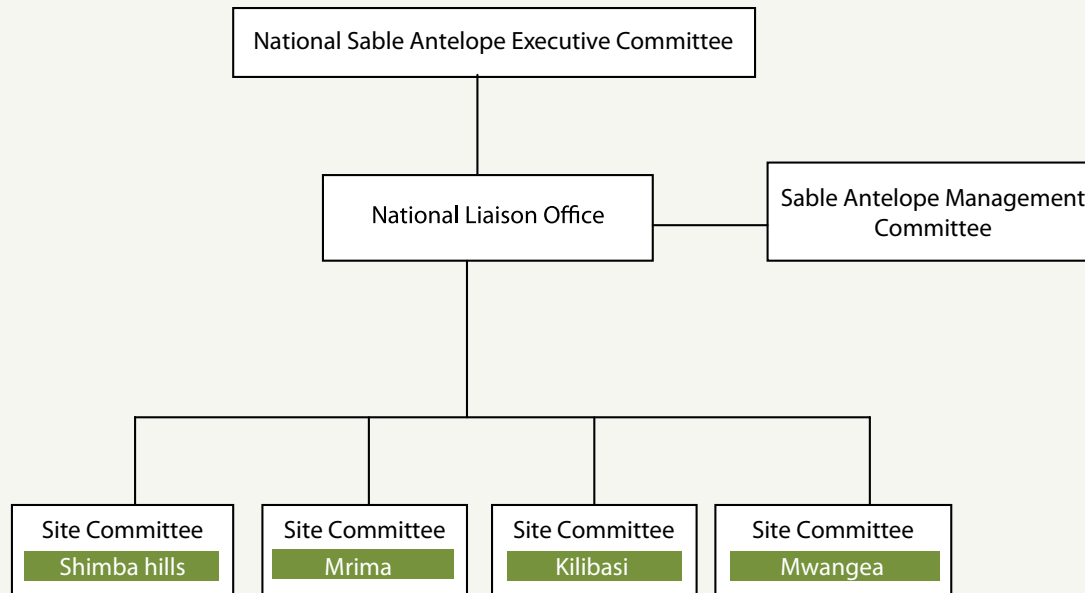 National Sable Antelope Executive Committee
National Liaison Office
Sable Antelope Management
Committee
Site Committee
Shimba hills
Site Committee
Mrima
Site Committee
Kilibasi
Site Committee
Mwangea